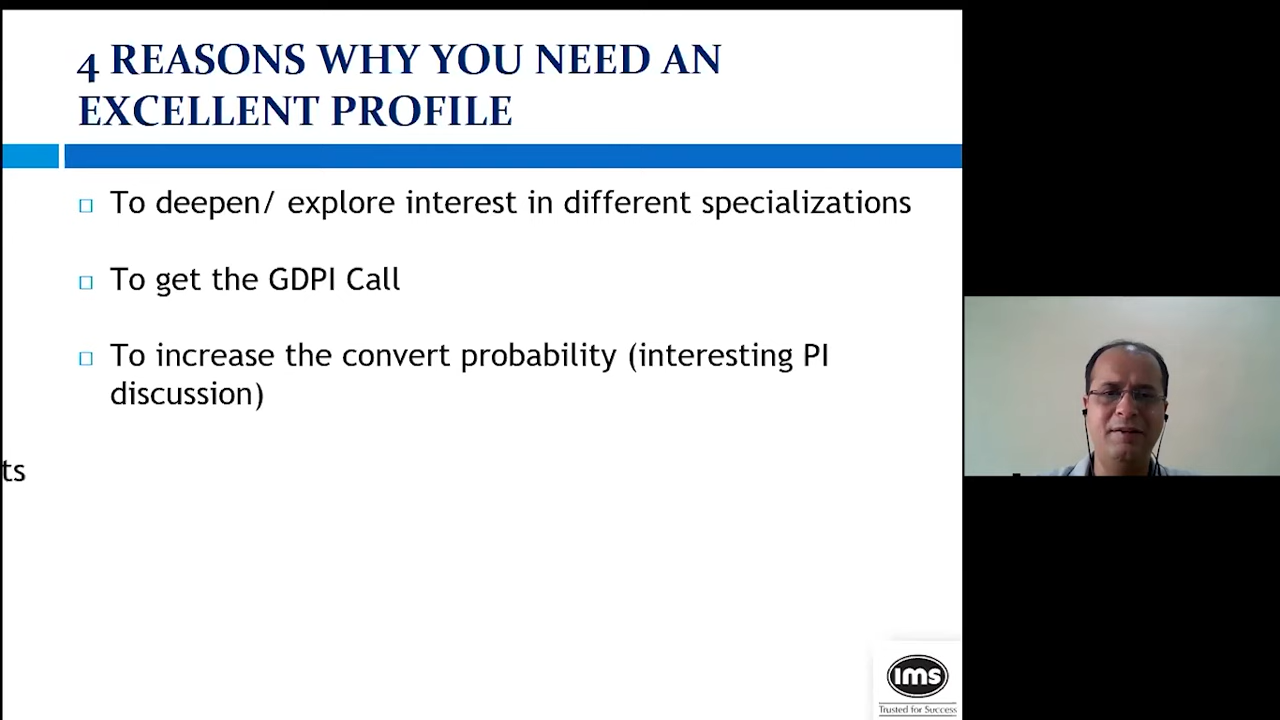 4 REASONS WHY YOU NEED AN
EXCELLENT PROFILE
To deepen/ explore interest in different specializations
To get the GDPI Call
To increase the convert probability (interesting PI
discussion)
ts
ims
Trusted for Success